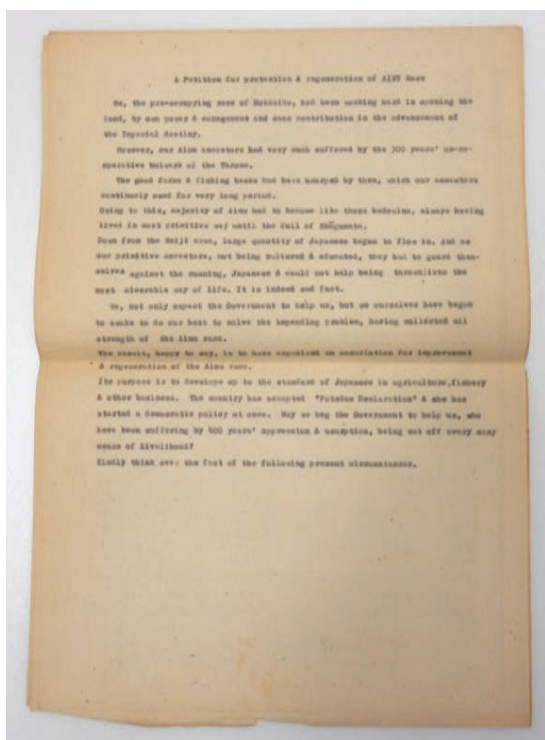 A Petition for protection & regeneration of AINU Race
We, the pre-occupying race of Hokkaido, had been working hard in opening the
land, by own power & management and even contribution in the advancement of
the Imperial destiny.
However, our Ainu ancestors had very much suffered by the 300 years' un-co-
operative bulwark of the Throne.
The good farms & fishing bases had been usurped by them, which our ancestors
continuously used for very long period.
Owing to this, majority of Ainu had to become like those bedouins, always having
lived in most primitive way until the fall of Shogunate.
Down from the Meiji area, large quantity of Japanese begun to flow in. And as
our primitive ancestors, not being cultured & educated, they had to guard them-
selves against the cunning, Japanese & could not help being thrown into the
most miserable way of life. It is indeed and fact.
We, not only expect the Government to help us, but we ourselves have begun
to awake to do our best to solve the impending problem, having collected all
strength of the Ainu race.
The result, happy to say, is to have organized an association for improvement
& regeneration of the Ainu race.
Its purpose is to develope up to the standard of Japanese in agriculture, fishery
& other business. The country has accepted "Potsdam Declaration" & she has
started a democratic policy at once. May we beg the Government to help us, who
have been suffering by 600 years' oppression & usurption, being cut off every easy
means of livelihood?
Kindly think over the fact of the following present circumstances.